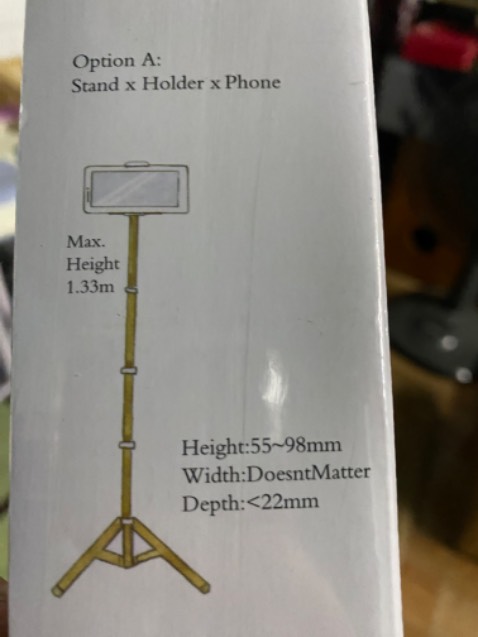 Option A:
Stand x Holder x Phone
Max.
Height
1.33m
Height:55~98mm
Width:DoesntMatter
Depth:<22mm